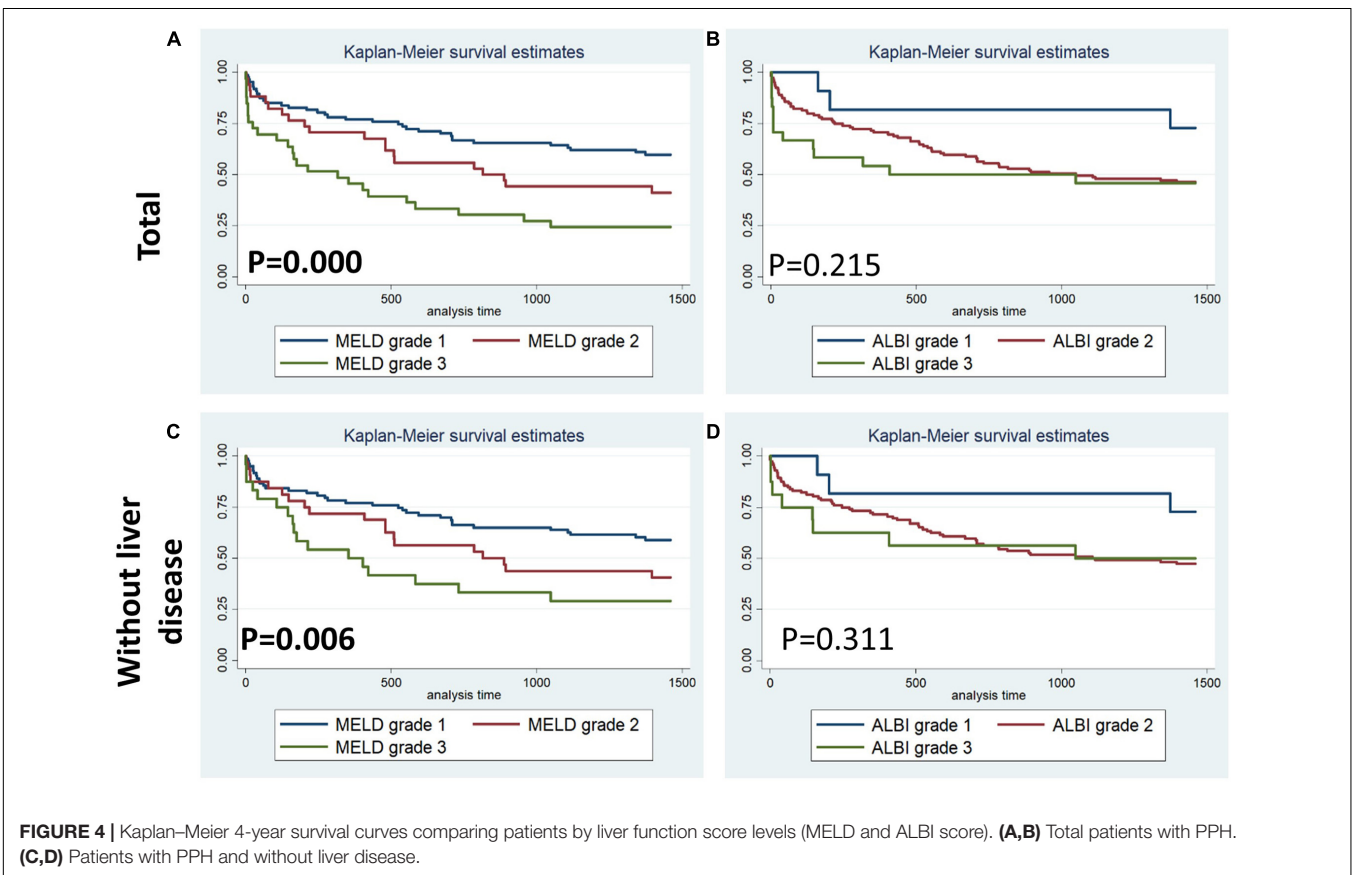 A
Kaplan-Meier survival estimates
1.00
0.75
0.50
0.25
0.00
P=0.000
0 500 1000 1500
analysis time
MELD grade 1 MELD grade 2
MELD grade 3
B
Kaplan-Meier survival estimates
1.00
0.75
0.50
0.25
0.00
P=0.215
0 500 1000 1500
analysis time
ALBI grade 1 ALBI grade 2
ALBI grade 3
Total
C
Kaplan-Meier survival estimates
1.00
0.75
0.50
0.25
0.00
P=0.006
0 500 1000 1500
analysis time
MELD grade 1 MELD grade 2
MELD grade 3
D
Kaplan-Meier survival estimates
1.00
0.75
0.50
0.25
0.00
P=0.311
0 500 1000 1500
analysis time
ALBI grade 1 ALBI grade 2
ALBI grade 3
Without liver
disease
FIGURE 4 | Kaplan–Meier 4-year survival curves comparing patients by liver function score levels (MELD and ALBI score). (A,B) Total patients with PPH.
(C,D) Patients with PPH and without liver disease.